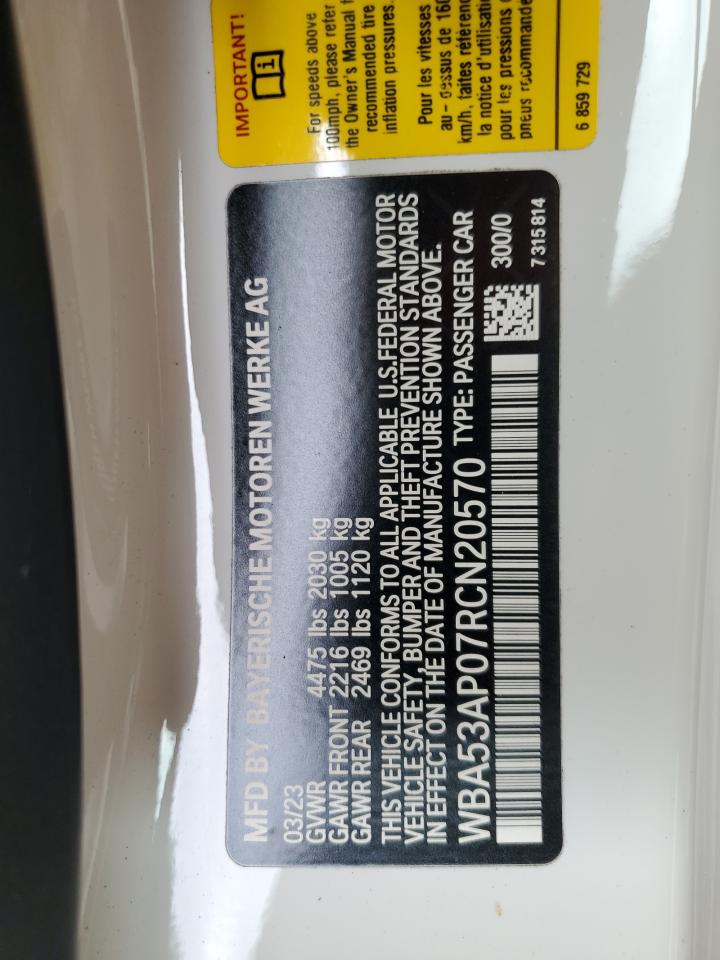 MFD BY BAYERISCHE MOTOREN WERKE AG
03/23
GVWR 4475 lbs 2030 kg
GAWR FRONT 2216 lbs 1005 kg
GAWR REAR 2469 lbs 1120 kg
THIS VEHICLE CONFORMS TO ALL APPLICABLE U.S.FEDERAL MOTOR
VEHICLE SAFETY, BUMPER AND THEFT PREVENTION STANDARDS
IN EFFECT ON THE DATE OF MANUFACTURE SHOWN ABOVE.
WBA53AP07RCN20570 TYPE: PASSENGER CAR
300/0
7 315 814
IMPORTANT!
For speeds above
100mph, please refer
the Owner's Manual f
recommended tire
inflation pressures.
Pour les vitesses
au - dessus de 160
km/h, faites référenc
la notice d'utilisation
pour les pressions d
pneus recommandé
6 859 729